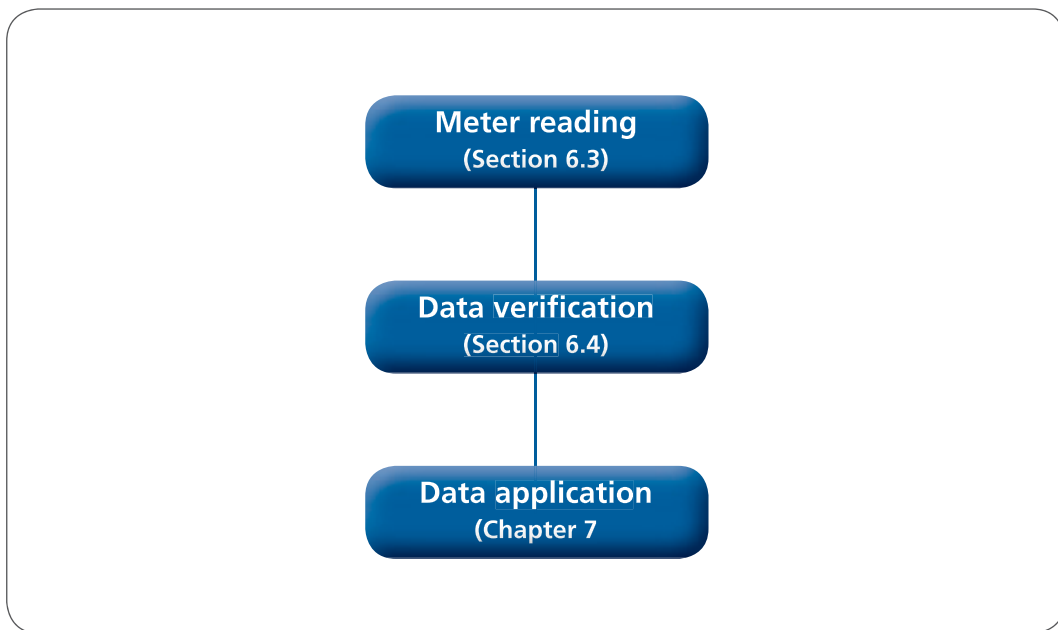 Meter reading
(Section 6.3)
Data verification
(Section 6.4)
Data application
(Chapter 7